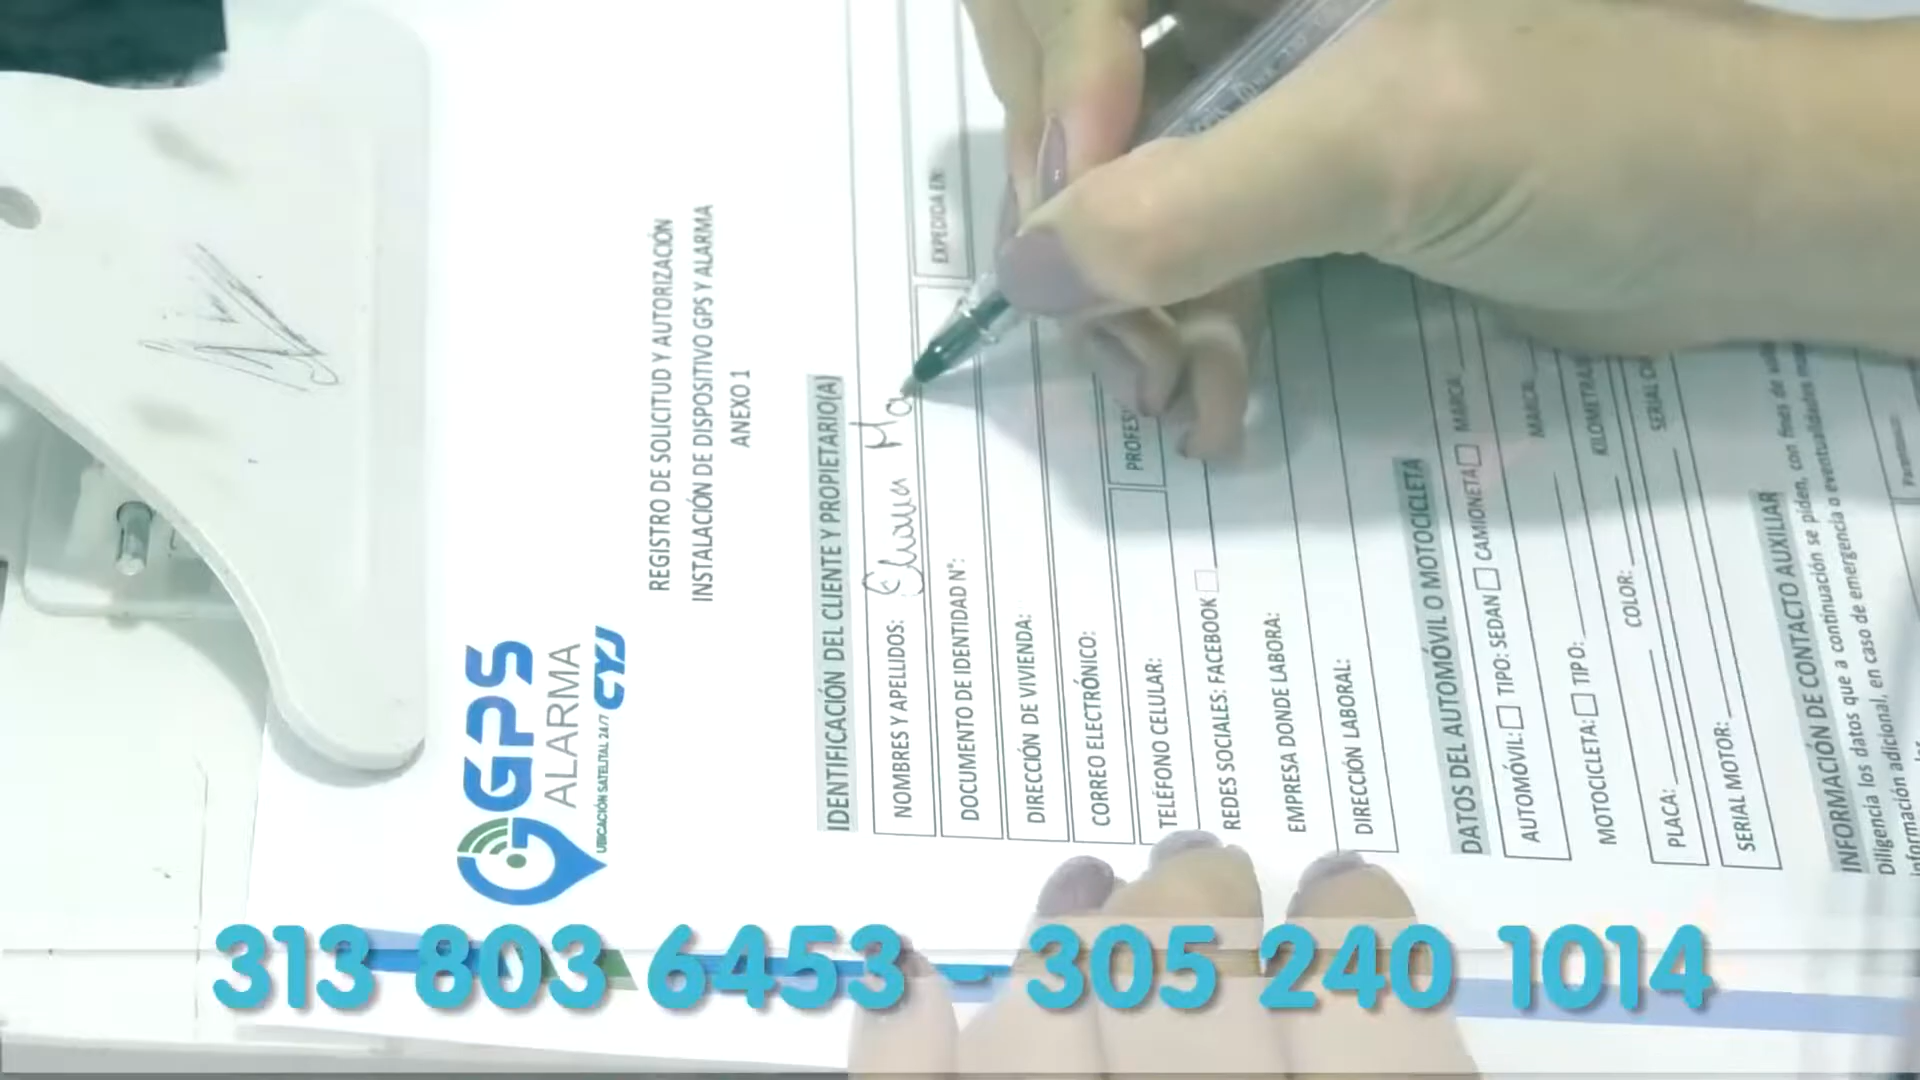 GPS
ALARMA
UBICACIÓN SATELITAL 24/7 CYJ
REGISTRO DE SOLICITUD Y AUTORIZACIÓN
INSTALACIÓN DE DISPOSITIVO GPS Y ALARMA
ANEXO 1
IDENTIFICACIÓN DEL CLIENTE Y PROPIETARIO(A)
NOMBRES Y APELLIDOS: Eliana Ma
DOCUMENTO DE IDENTIDAD N°: EXPEDIDA EN:
DIRECCIÓN DE VIVIENDA:
CORREO ELECTRÓNICO:
TELÉFONO CELULAR: PROFES
REDES SOCIALES: FACEBOOK
EMPRESA DONDE LABORA:
DIRECCIÓN LABORAL:
DATOS DEL AUTOMÓVIL O MOTOCICLETA
AUTOMÓVIL: TIPO: SEDAN CAMIONETA MARCA:
MOTOCICLETA: TIPO: MARCA:
PLACA: COLOR: KILOMETRAJ
SERIAL MOTOR: SERIAL
INFORMACIÓN DE CONTACTO AUXILIAR
Diligencia los datos que a continuación se piden, con fines de
información adicional, en caso de emergencia o eventualidades
313 803 6453 - 305 240 1014